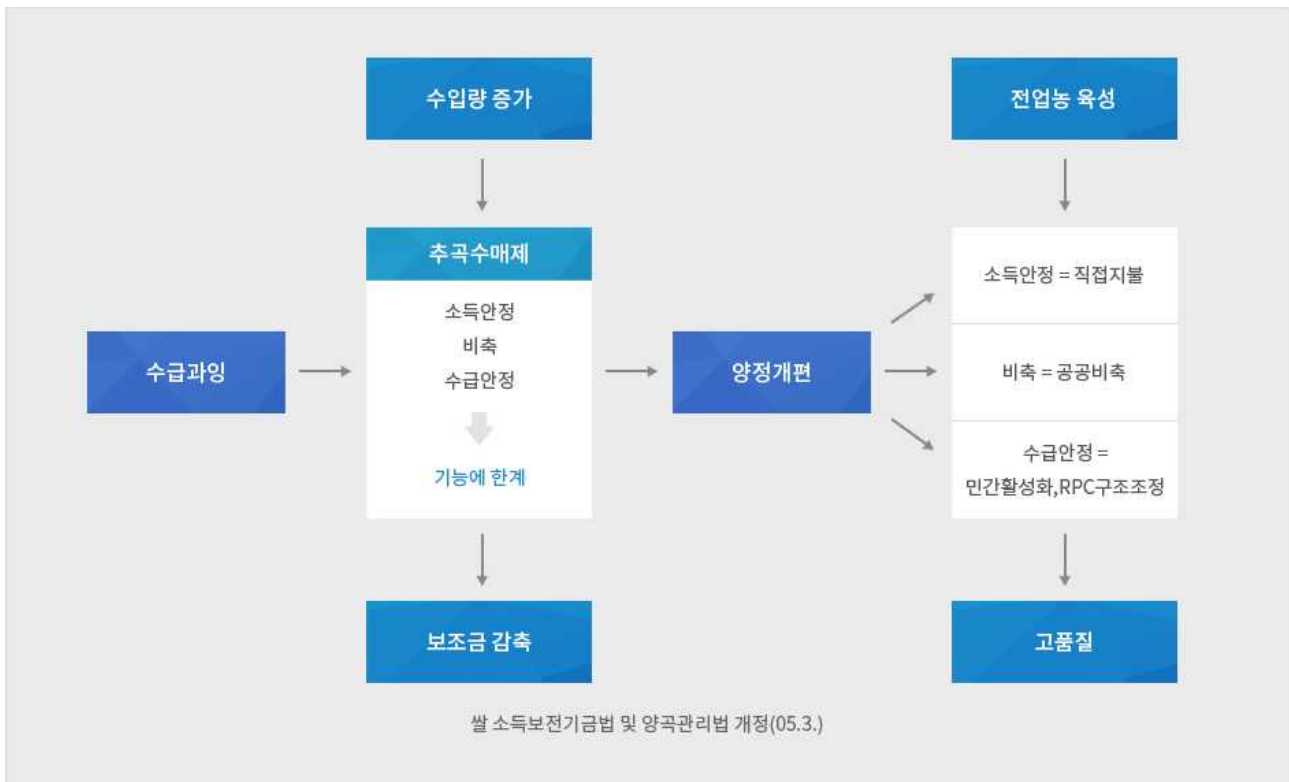 수입량 증가
전업농 육성
추곡수매제
소득안정
비축
수급안정
기능에 한계
수급과잉
양정개편
소득안정 = 직접지불
비축 = 공공비축
수급안정 =
민간활성화,RPC구조조정
보조금 감축
고품질
쌀 소득보전기금법 및 양곡관리법 개정(05.3.)